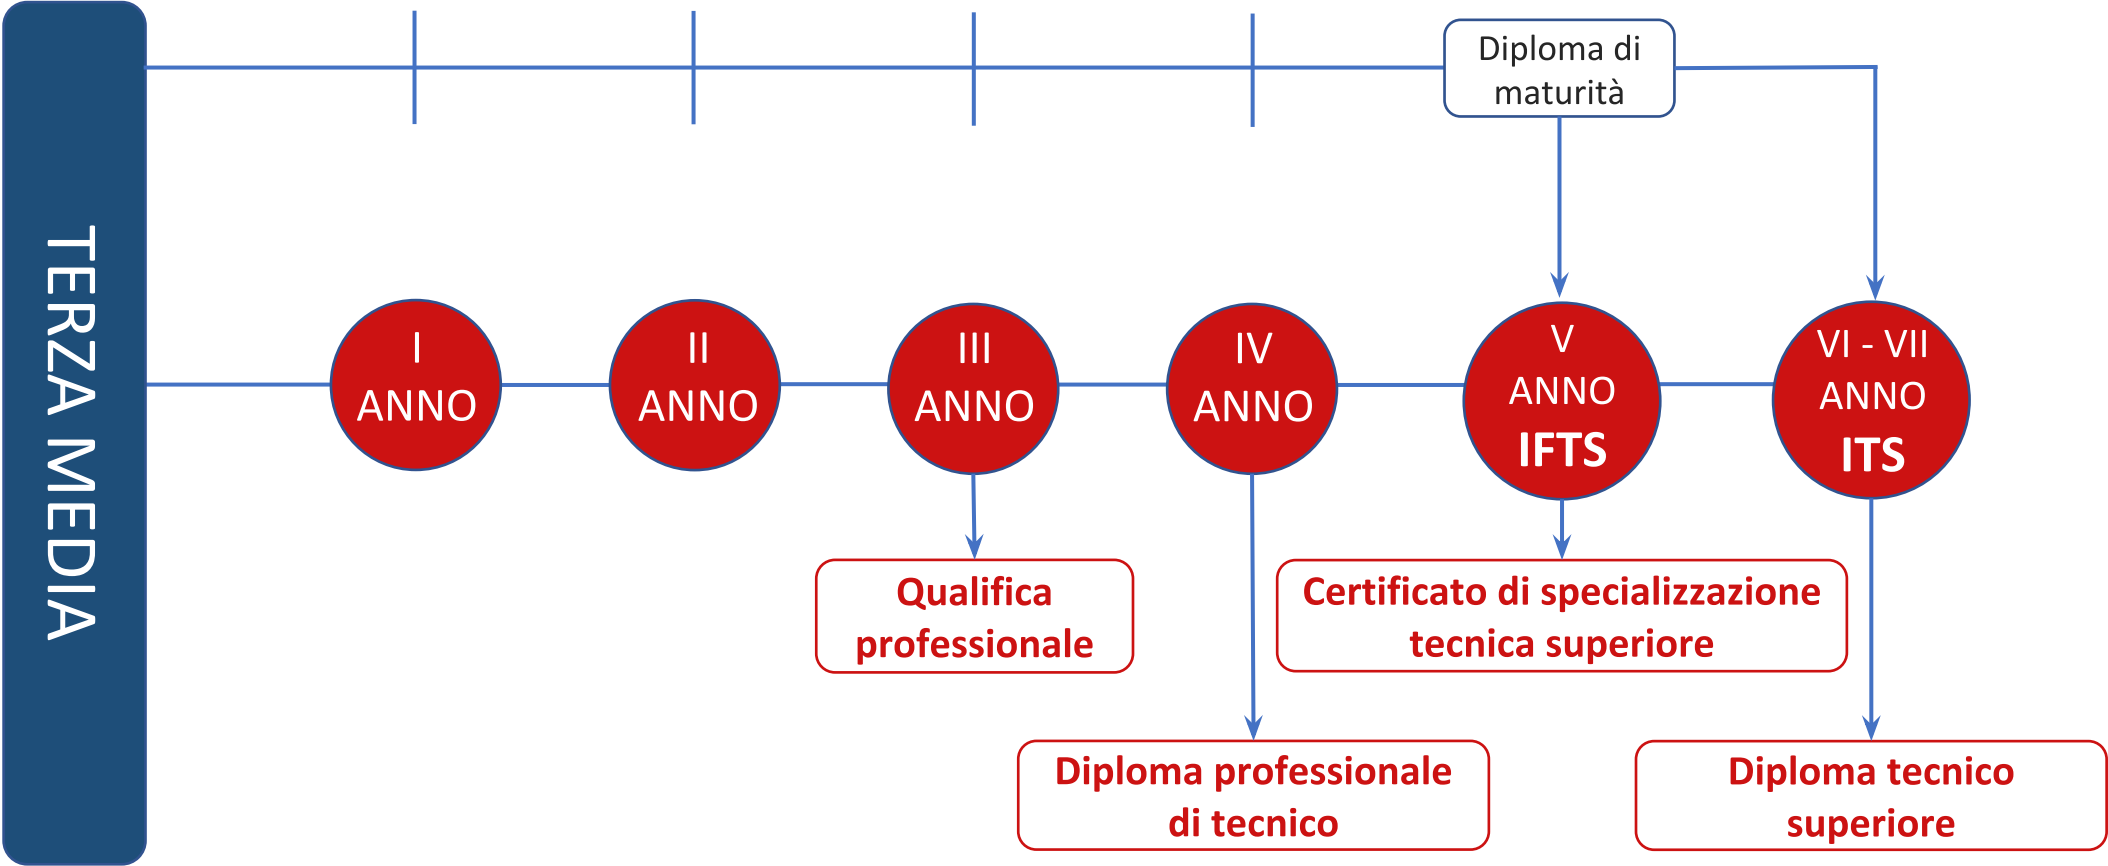 TERZA MEDIA
Diploma di
maturità
I
ANNO
II
ANNO
III
ANNO
IV
ANNO
V
ANNO
IFTS
VI - VII
ANNO
ITS
Qualifica
professionale
Certificato di specializzazione
tecnica superiore
Diploma professionale
di tecnico
Diploma tecnico
superiore